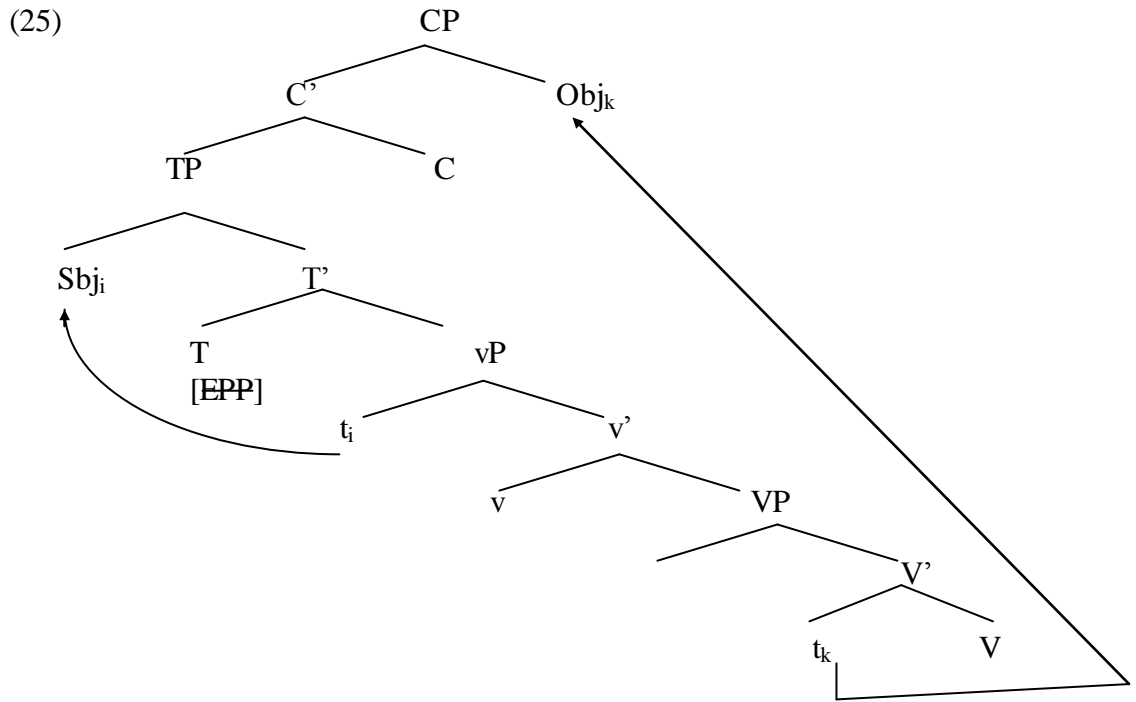 (25) CP
C’ Objₖ
TP C
Sbjᵢ T’
T vP
[EPP]
tᵢ v’
v VP
V’
tₖ V